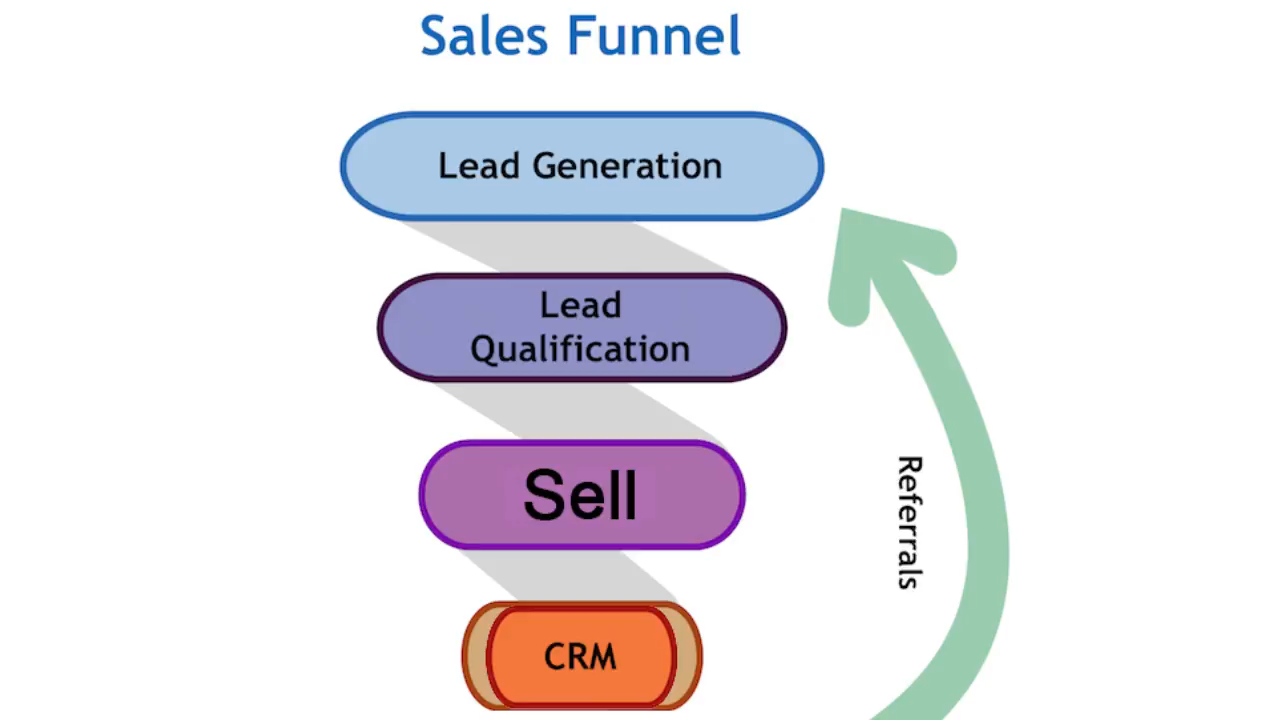 Sales Funnel
Lead Generation
Lead
Qualification
Sell
Referrals
CRM